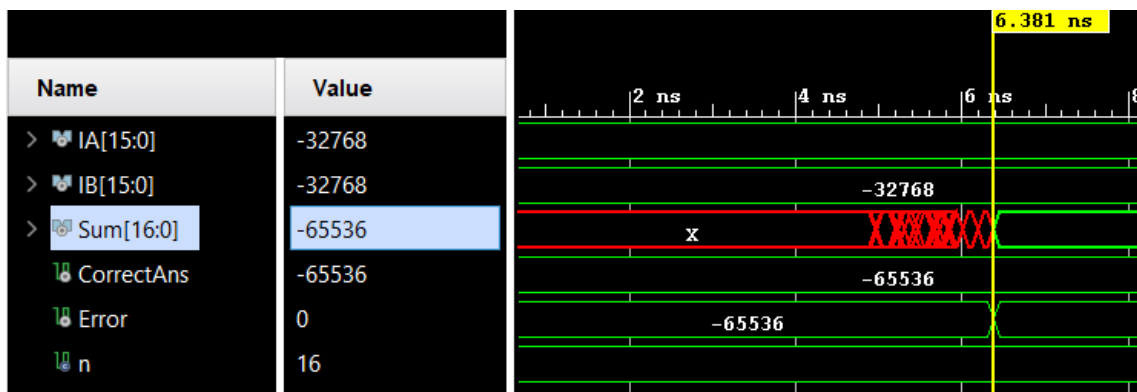 6.381 ns
Name Value
2 ns 4 ns 6 ns 8
IA[15:0] -32768
IB[15:0] -32768 -32768
Sum[16:0] -65536 X
CorrectAns -65536 -65536
Error 0 -65536
n 16